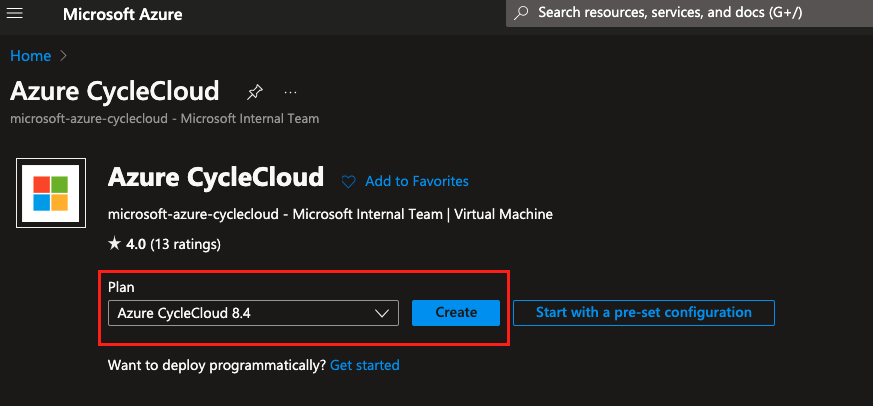 Microsoft Azure
Search resources, services, and docs (G+/)
Home >
Azure CycleCloud ...
microsoft-azure-cyclecloud - Microsoft Internal Team
Azure CycleCloud Add to Favorites
microsoft-azure-cyclecloud - Microsoft Internal Team | Virtual Machine
★ 4.0 (13 ratings)
Plan
Azure CycleCloud 8.4 Create Start with a pre-set configuration
Want to deploy programmatically? Get started